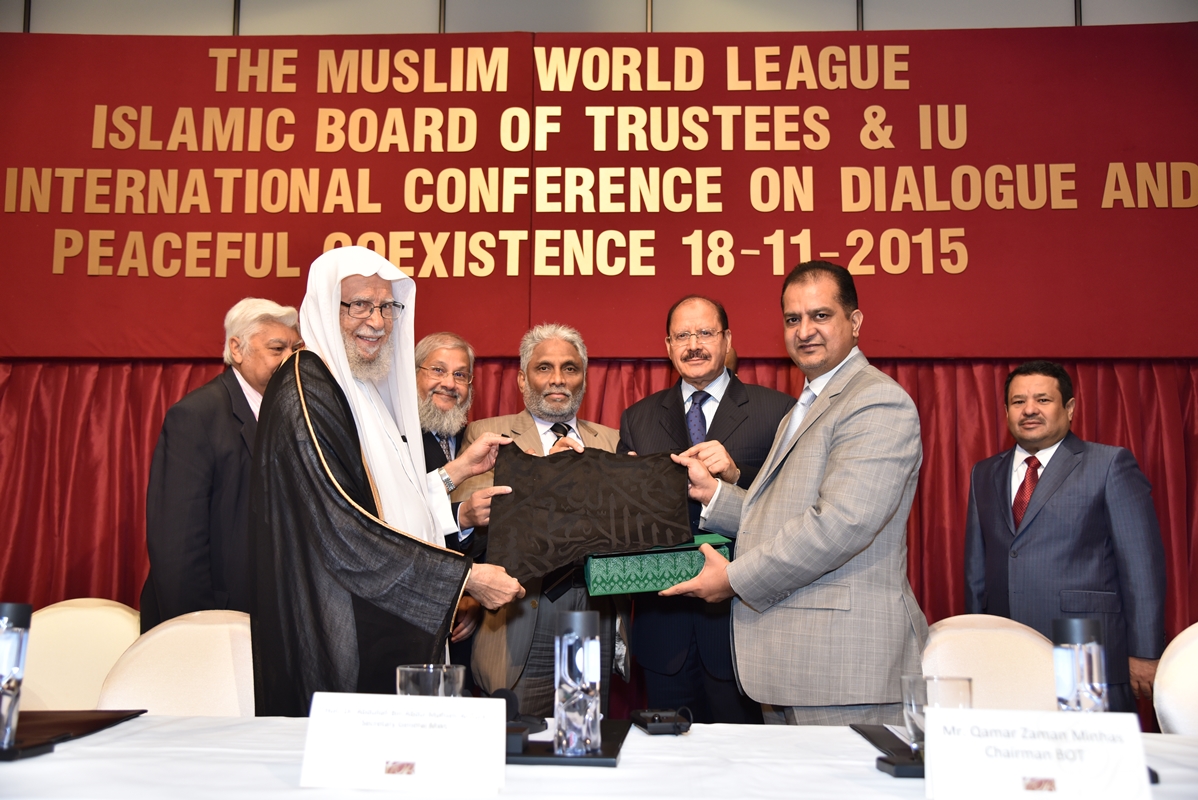 THE MUSLIM WORLD LEAGUE
ISLAMIC BOARD OF TRUSTEES & IU
INTERNATIONAL CONFERENCE ON DIALOGUE AND
PEACEFUL COEXISTENCE 18-11-2015
Mr. Qamar Zaman Minhas
Chairman BOT